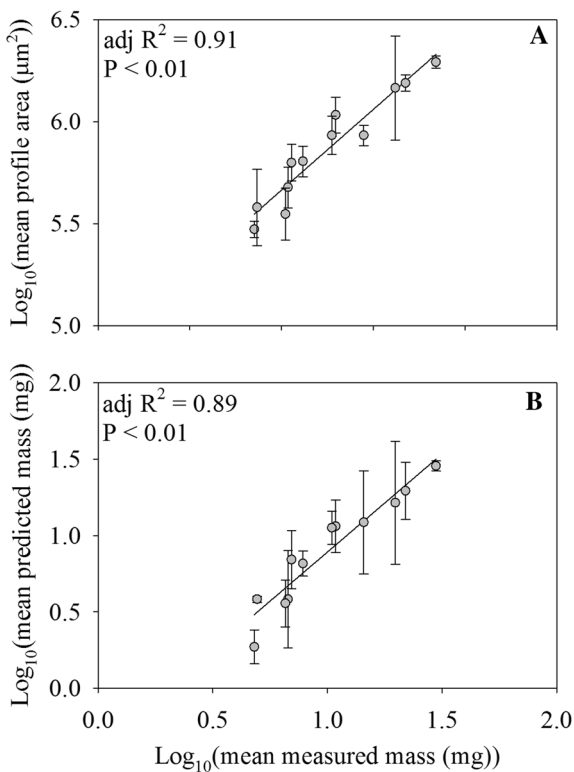 adj R² = 0.91
P < 0.01
A
Log₁₀(mean profile area (μm²))
6.5
6.0
5.5
5.0
adj R² = 0.89
P < 0.01
B
Log₁₀(mean predicted mass (mg))
2.0
1.5
1.0
0.5
0.0
0.0 0.5 1.0 1.5 2.0
Log₁₀(mean measured mass (mg))